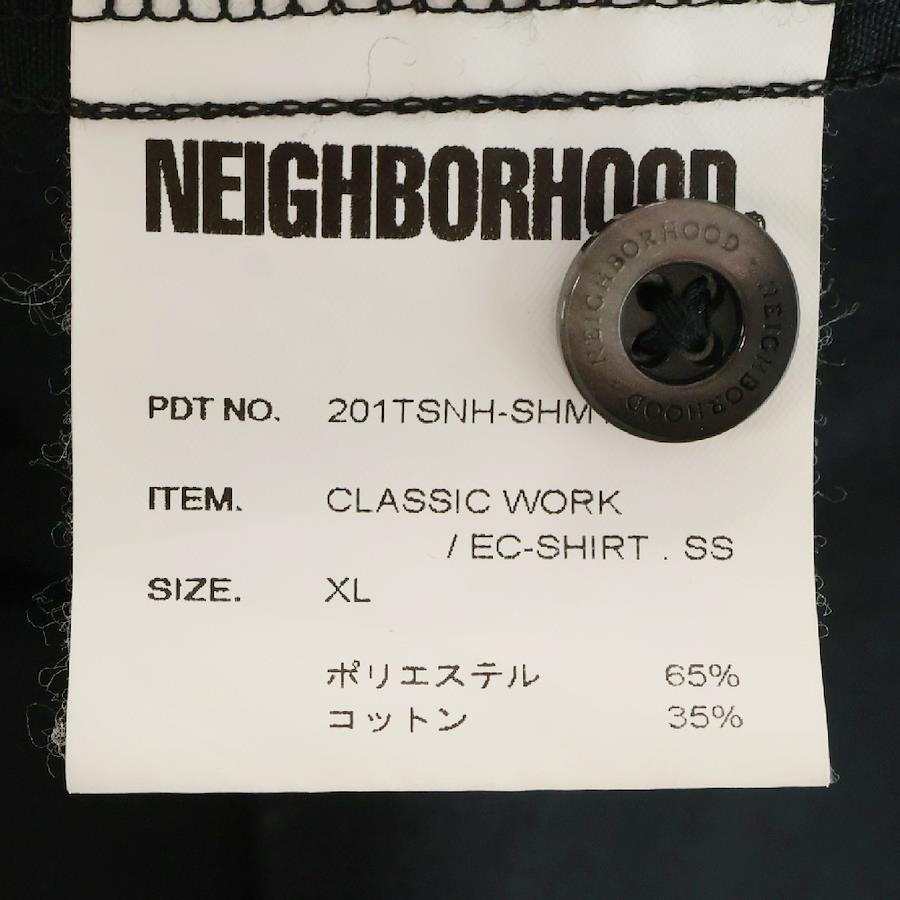 NEIGHBORHOOD.
NEIGHBORHOOD · NEIGHBORHOOD ·
PDT NO. 201TSNH-SHM
ITEM. CLASSIC WORK
/ EC-SHIRT . SS
SIZE. XL
ポリエステル 65%
コットン 35%